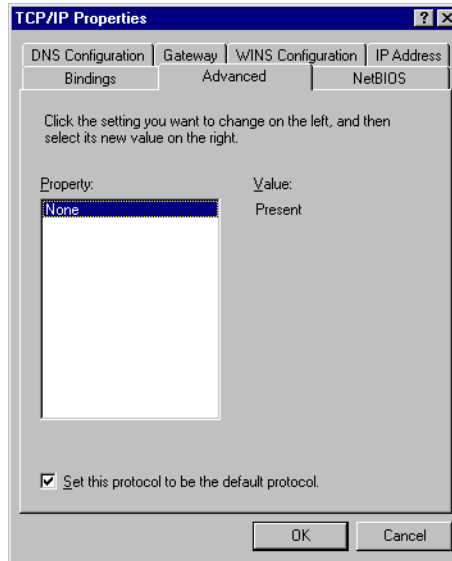 TCP/IP Properties
DNS Configuration Gateway WINS Configuration IP Address
Bindings Advanced NetBIOS
Click the setting you want to change on the left, and then
select its new value on the right.
Property: Value:
None Present
Set this protocol to be the default protocol.
OK Cancel